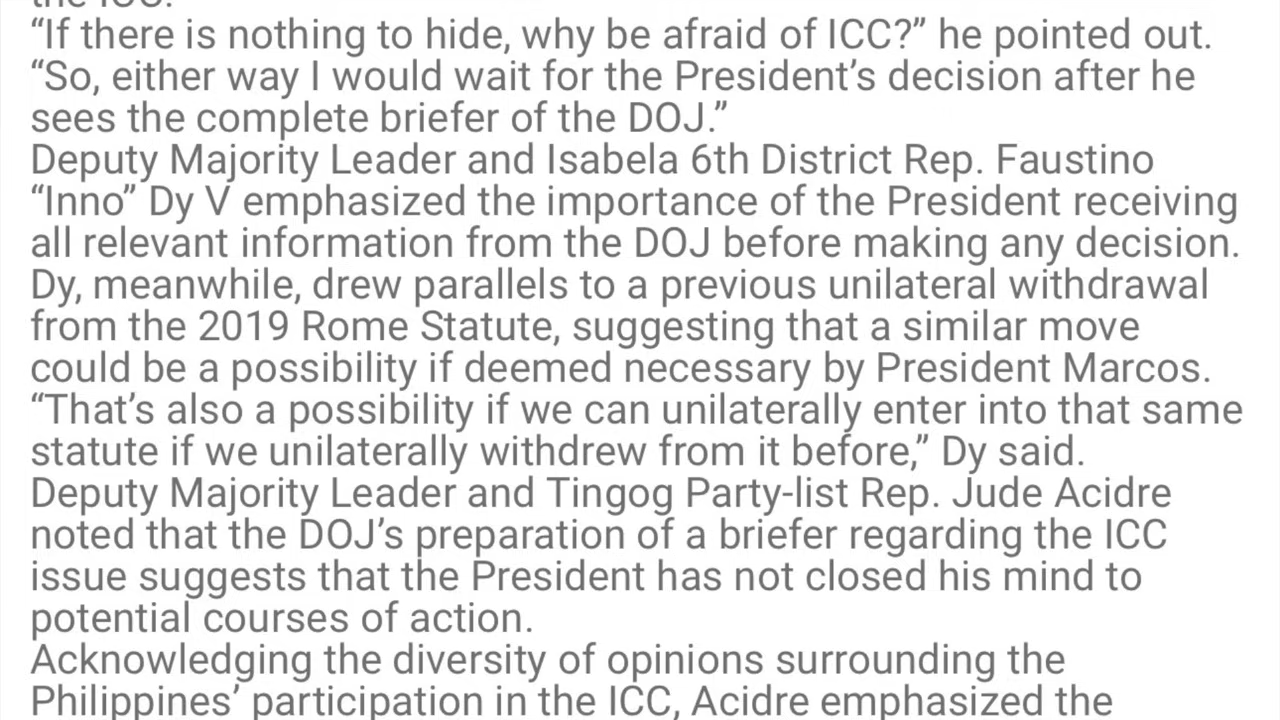 the ICC.
“If there is nothing to hide, why be afraid of ICC?” he pointed out.
“So, either way I would wait for the President’s decision after he
sees the complete briefer of the DOJ.”
Deputy Majority Leader and Isabela 6th District Rep. Faustino
“Inno” Dy V emphasized the importance of the President receiving
all relevant information from the DOJ before making any decision.
Dy, meanwhile, drew parallels to a previous unilateral withdrawal
from the 2019 Rome Statute, suggesting that a similar move
could be a possibility if deemed necessary by President Marcos.
“That’s also a possibility if we can unilaterally enter into that same
statute if we unilaterally withdrew from it before,” Dy said.
Deputy Majority Leader and Tingog Party-list Rep. Jude Acidre
noted that the DOJ’s preparation of a briefer regarding the ICC
issue suggests that the President has not closed his mind to
potential courses of action.
Acknowledging the diversity of opinions surrounding the
Philippines’ participation in the ICC, Acidre emphasized the